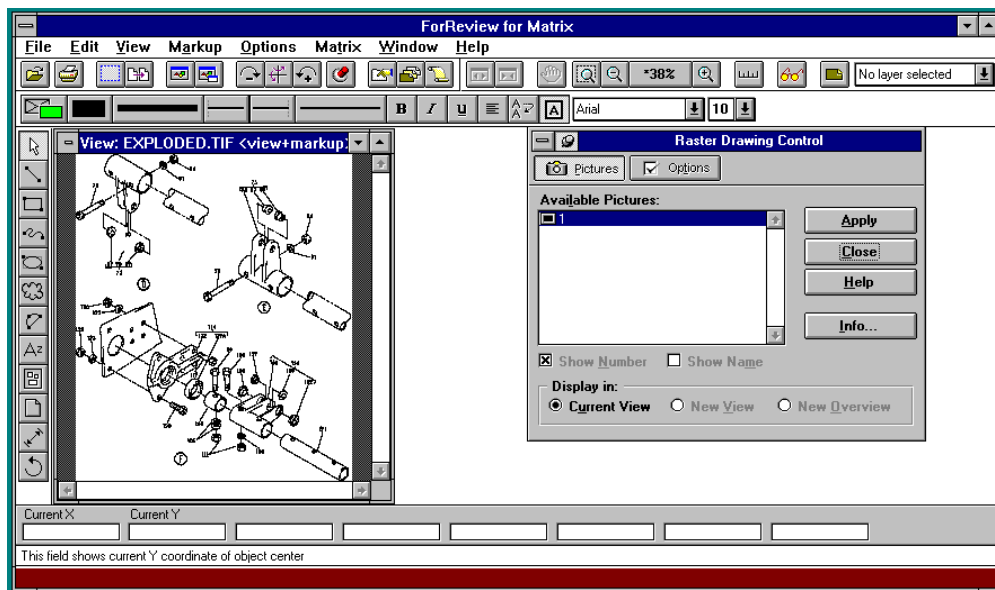 ForReview for Matrix
File Edit View Markup Options Matrix Window Help
*38% No layer selected
B I U A Arial 10
View: EXPLODED.TIF <view+markup:
Raster Drawing Control
Pictures Options
Available Pictures:
1
Apply
Close
Help
Info...
Show Number Show Name
Display in:
Current View New View New Overview
Az
D
E
F
Current X Current Y
This field shows current Y coordinate of object center